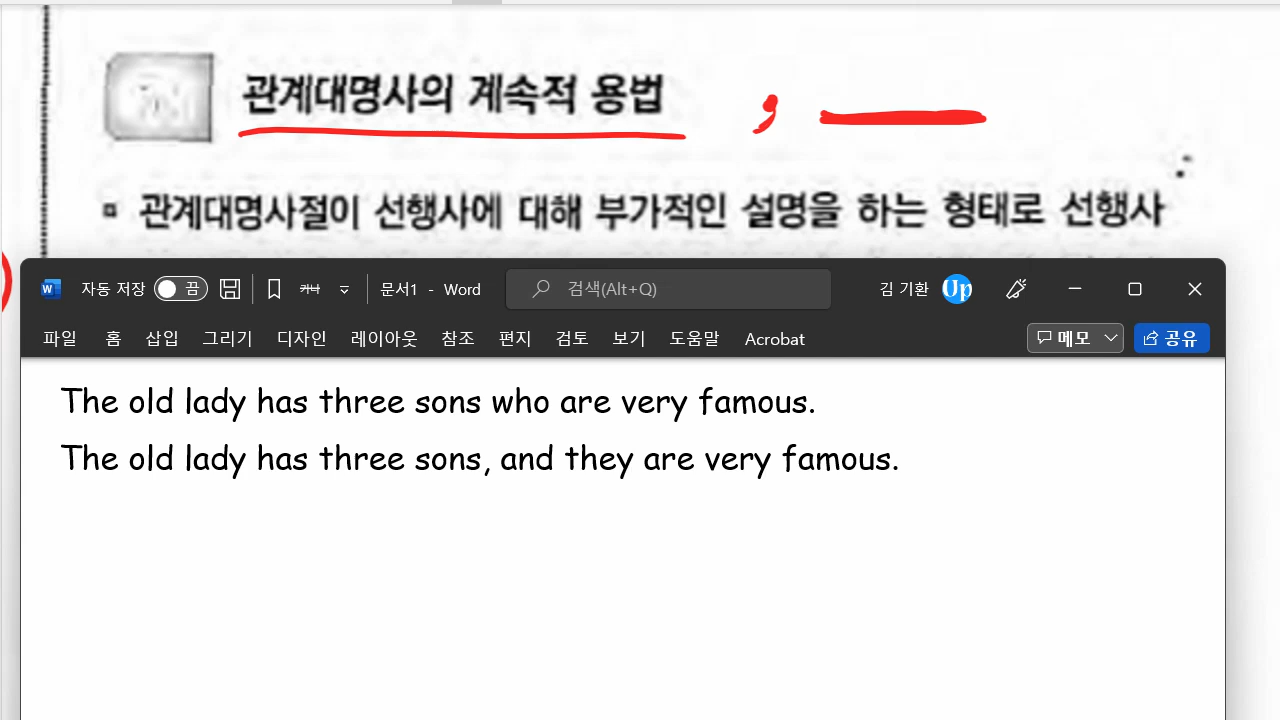 관계대명사의 계속적 용법 ,
관계대명사절이 선행사에 대해 부가적인 설명을 하는 형태로 선행사
자동 저장 끔 가나 문서1 - Word 검색(Alt+Q) 김 기환 Up
파일 홈 삽입 그리기 디자인 레이아웃 참조 편지 검토 보기 도움말 Acrobat 메모 공유
The old lady has three sons who are very famous.
The old lady has three sons, and they are very famous.